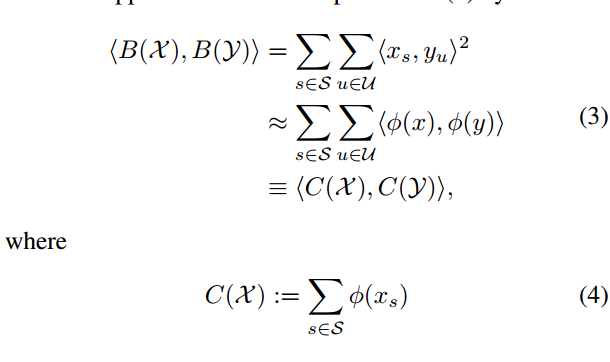 ⟨B(𝒳), B(𝒴)⟩ = ∑_{s∈𝒮} ∑_{u∈𝒰} ⟨x_s, y_u⟩²
≈ ∑_{s∈𝒮} ∑_{u∈𝒰} ⟨ϕ(x), ϕ(y)⟩ (3)
≡ ⟨C(𝒳), C(𝒴)⟩,
where
C(𝒳) := ∑_{s∈𝒮} ϕ(x_s) (4)